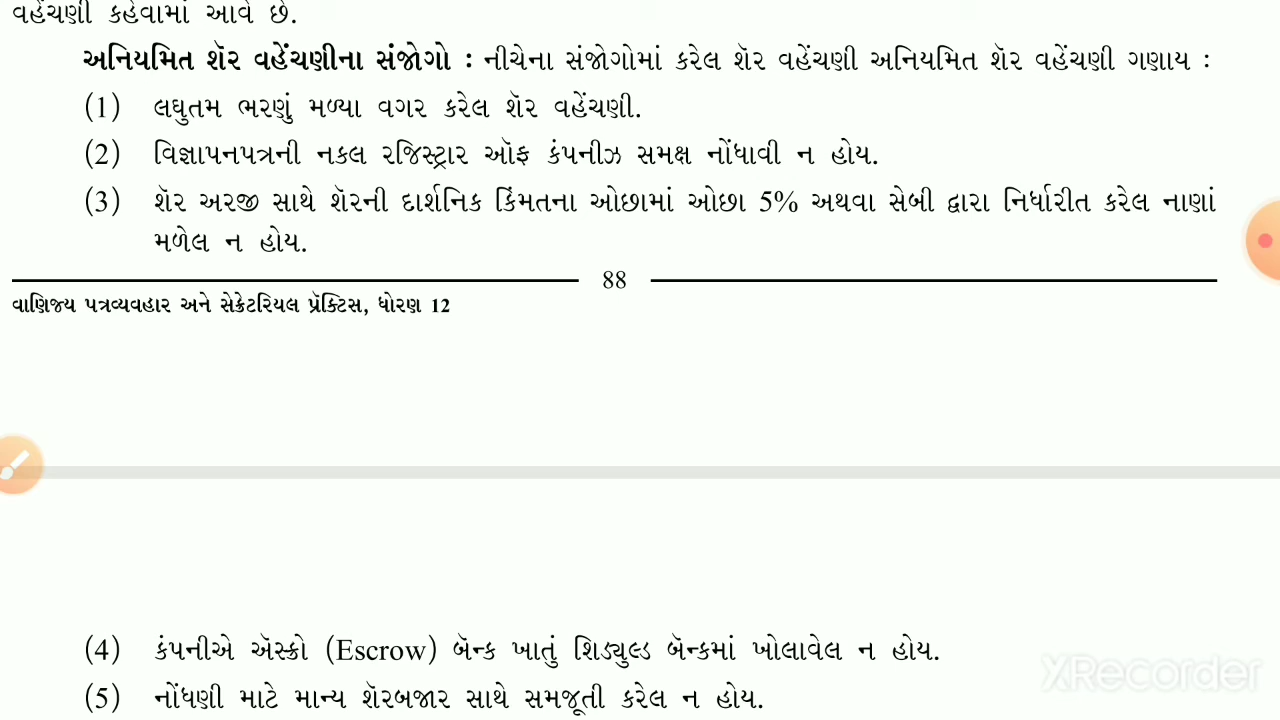 વહેંચણી કહેવામાં આવે છે.
અનિયમિત શૅર વહેંચણીના સંજોગો : નીચેના સંજોગોમાં કરેલ શૅર વહેંચણી અનિયમિત શૅર વહેંચણી ગણાય :
(1) લઘુતમ ભરણું મળ્યા વગર કરેલ શૅર વહેંચણી.
(2) વિજ્ઞાપનપત્રની નકલ રજિસ્ટ્રાર ઑફ કંપનીઝ સમક્ષ નોંધાવી ન હોય.
(3) શૅર અરજી સાથે શૅરની દાર્શનિક કિંમતના ઓછામાં ઓછા 5% અથવા સેબી દ્વારા નિર્ધારીત કરેલ નાણાં
મળેલ ન હોય.
88
વાણિજ્ય પત્રવ્યવહાર અને સેક્રેટરિયલ પ્રૅક્ટિસ, ધોરણ 12
(4) કંપનીએ ઍસ્ક્રો (Escrow) બૅન્ક ખાતું શિડ્યુલ્ડ બૅન્કમાં ખોલાવેલ ન હોય.
XRecorder
(5) નોંધણી માટે માન્ય શૅરબજાર સાથે સમજૂતી કરેલ ન હોય.